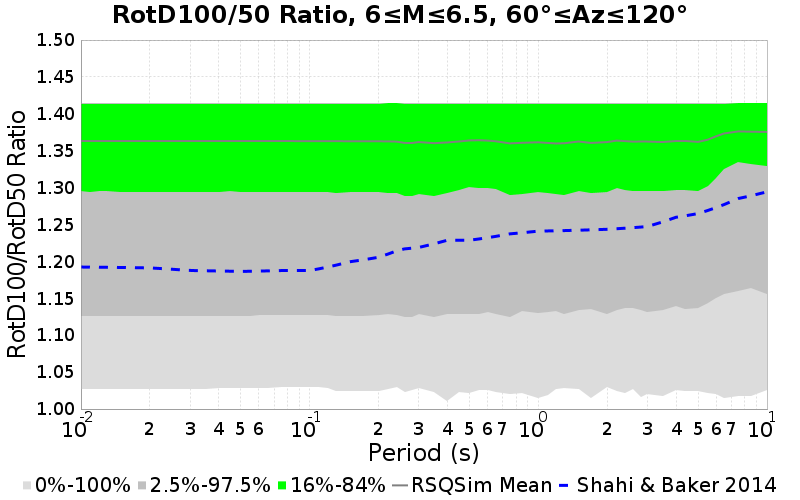 RotD100/50 Ratio, 6≤M≤6.5, 60°≤Az≤120°
RotD100/RotD50 Ratio
1.50
1.45
1.40
1.35
1.30
1.25
1.20
1.15
1.10
1.05
1.00
10⁻² 2 3 4 5 6 10⁻¹ 2 3 4 5 6 7 10⁰ 2 3 4 5 6 7 10¹
Period (s)
0%-100% 2.5%-97.5% 16%-84% RSQSim Mean Shahi & Baker 2014